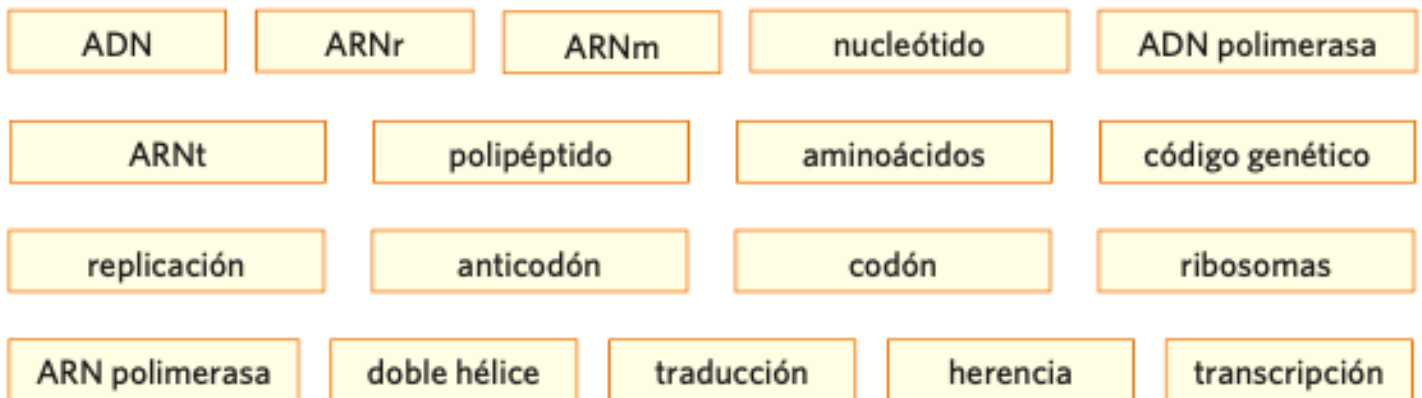 ADN ARNr ARNm nucleótido ADN polimerasa
ARNt polipéptido aminoácidos código genético
replicación anticodón codón ribosomas
ARN polimerasa doble hélice traducción herencia transcripción